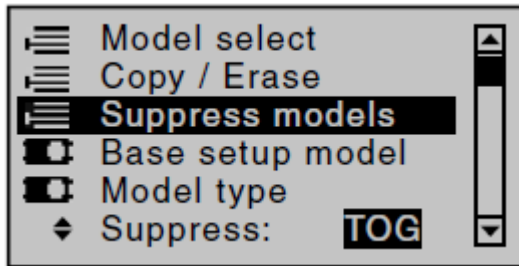 Model select
Copy / Erase
Suppress models
Base setup model
Model type
Suppress: TOG